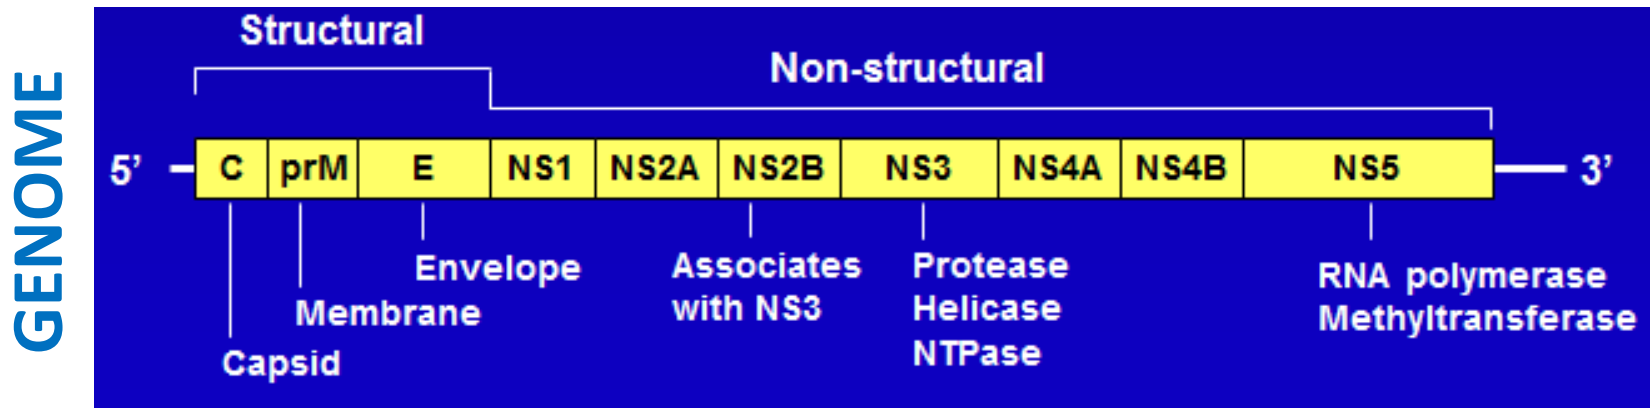 GENOME
Structural
Non-structural
5’ C prM E NS1 NS2A NS2B NS3 NS4A NS4B NS5 3’
Capsid
Membrane
Envelope
Associates
with NS3
Protease
Helicase
NTPase
RNA polymerase
Methyltransferase